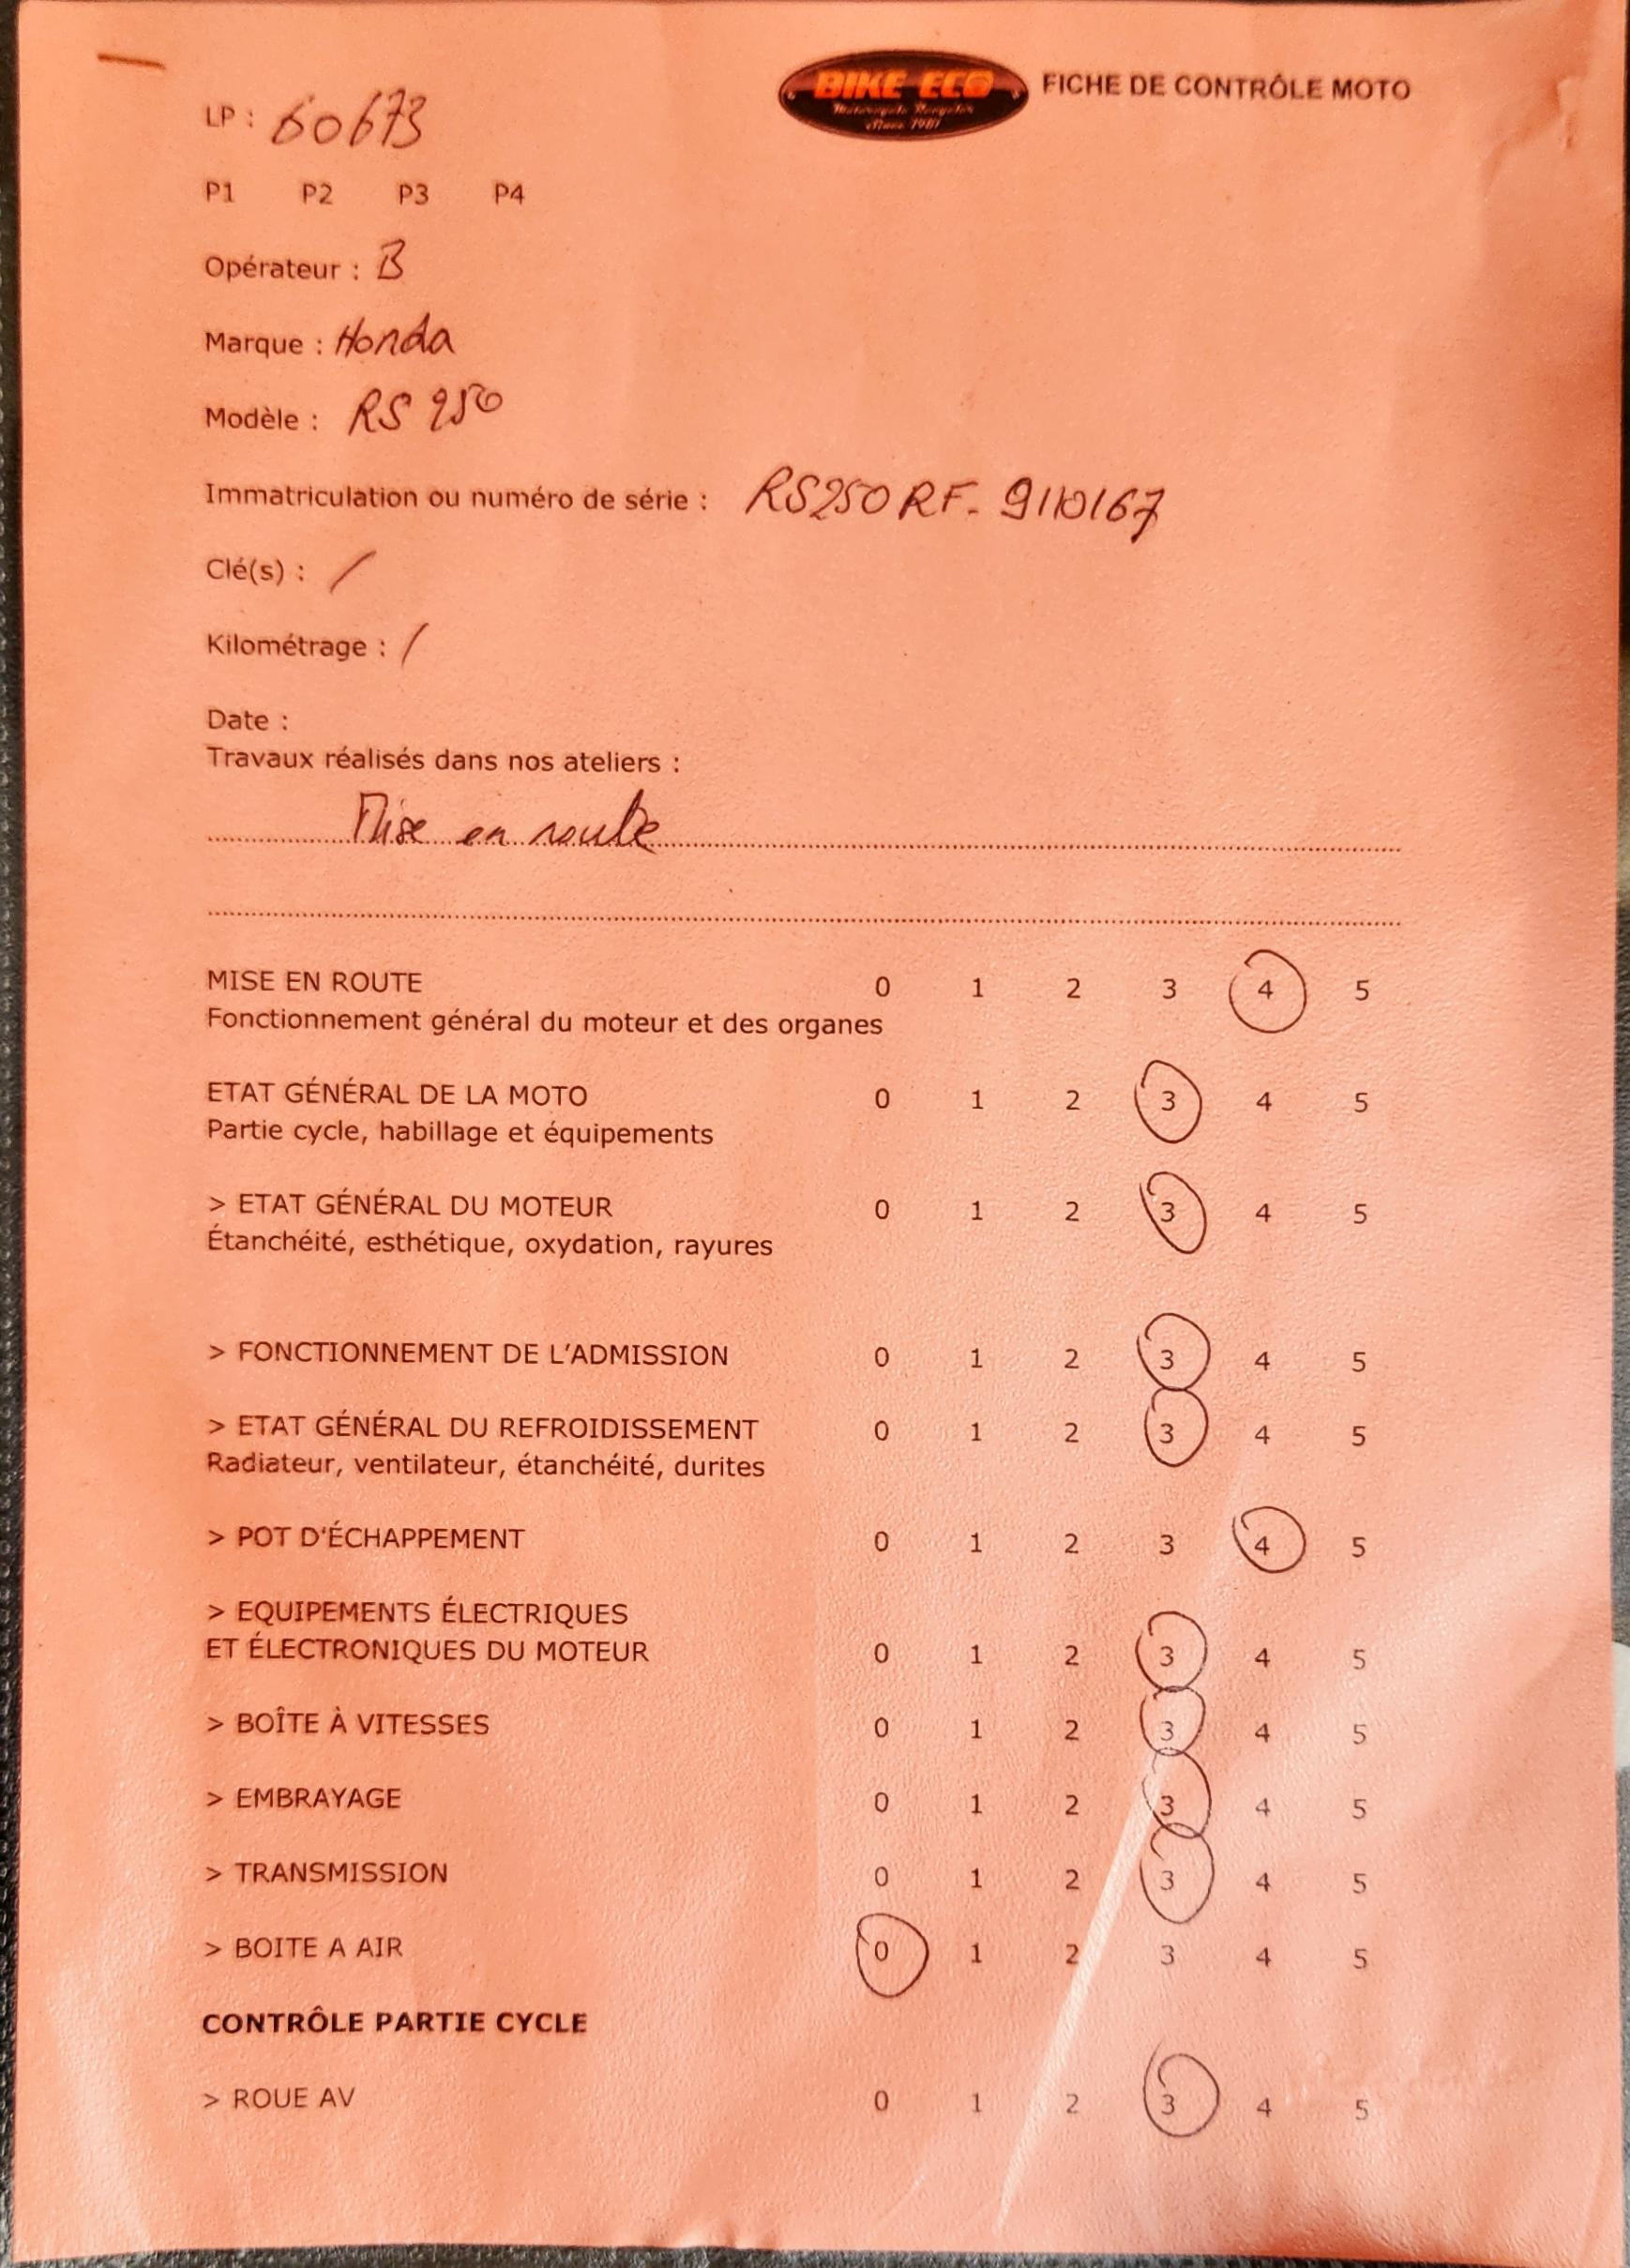 BIKE ECO
Motorcycle Recycler
Since 1981
FICHE DE CONTRÔLE MOTO
LP : 60673
P1 P2 P3 P4
Opérateur : B
Marque : Honda
Modèle : RS 250
Immatriculation ou numéro de série : RS250RF-9110167
Clé(s) : /
Kilométrage : /
Date :
Travaux réalisés dans nos ateliers :
Mise en route
MISE EN ROUTE 0 1 2 3 4 5
Fonctionnement général du moteur et des organes
ETAT GÉNÉRAL DE LA MOTO 0 1 2 3 4 5
Partie cycle, habillage et équipements
> ETAT GÉNÉRAL DU MOTEUR 0 1 2 3 4 5
Étanchéité, esthétique, oxydation, rayures
> FONCTIONNEMENT DE L'ADMISSION 0 1 2 3 4 5
> ETAT GÉNÉRAL DU REFROIDISSEMENT 0 1 2 3 4 5
Radiateur, ventilateur, étanchéité, durites
> POT D'ÉCHAPPEMENT 0 1 2 3 4 5
> EQUIPEMENTS ÉLECTRIQUES
ET ÉLECTRONIQUES DU MOTEUR 0 1 2 3 4 5
> BOÎTE À VITESSES 0 1 2 3 4 5
> EMBRAYAGE 0 1 2 3 4 5
> TRANSMISSION 0 1 2 3 4 5
> BOITE A AIR 0 1 2 3 4 5
CONTRÔLE PARTIE CYCLE
> ROUE AV 0 1 2 3 4 5